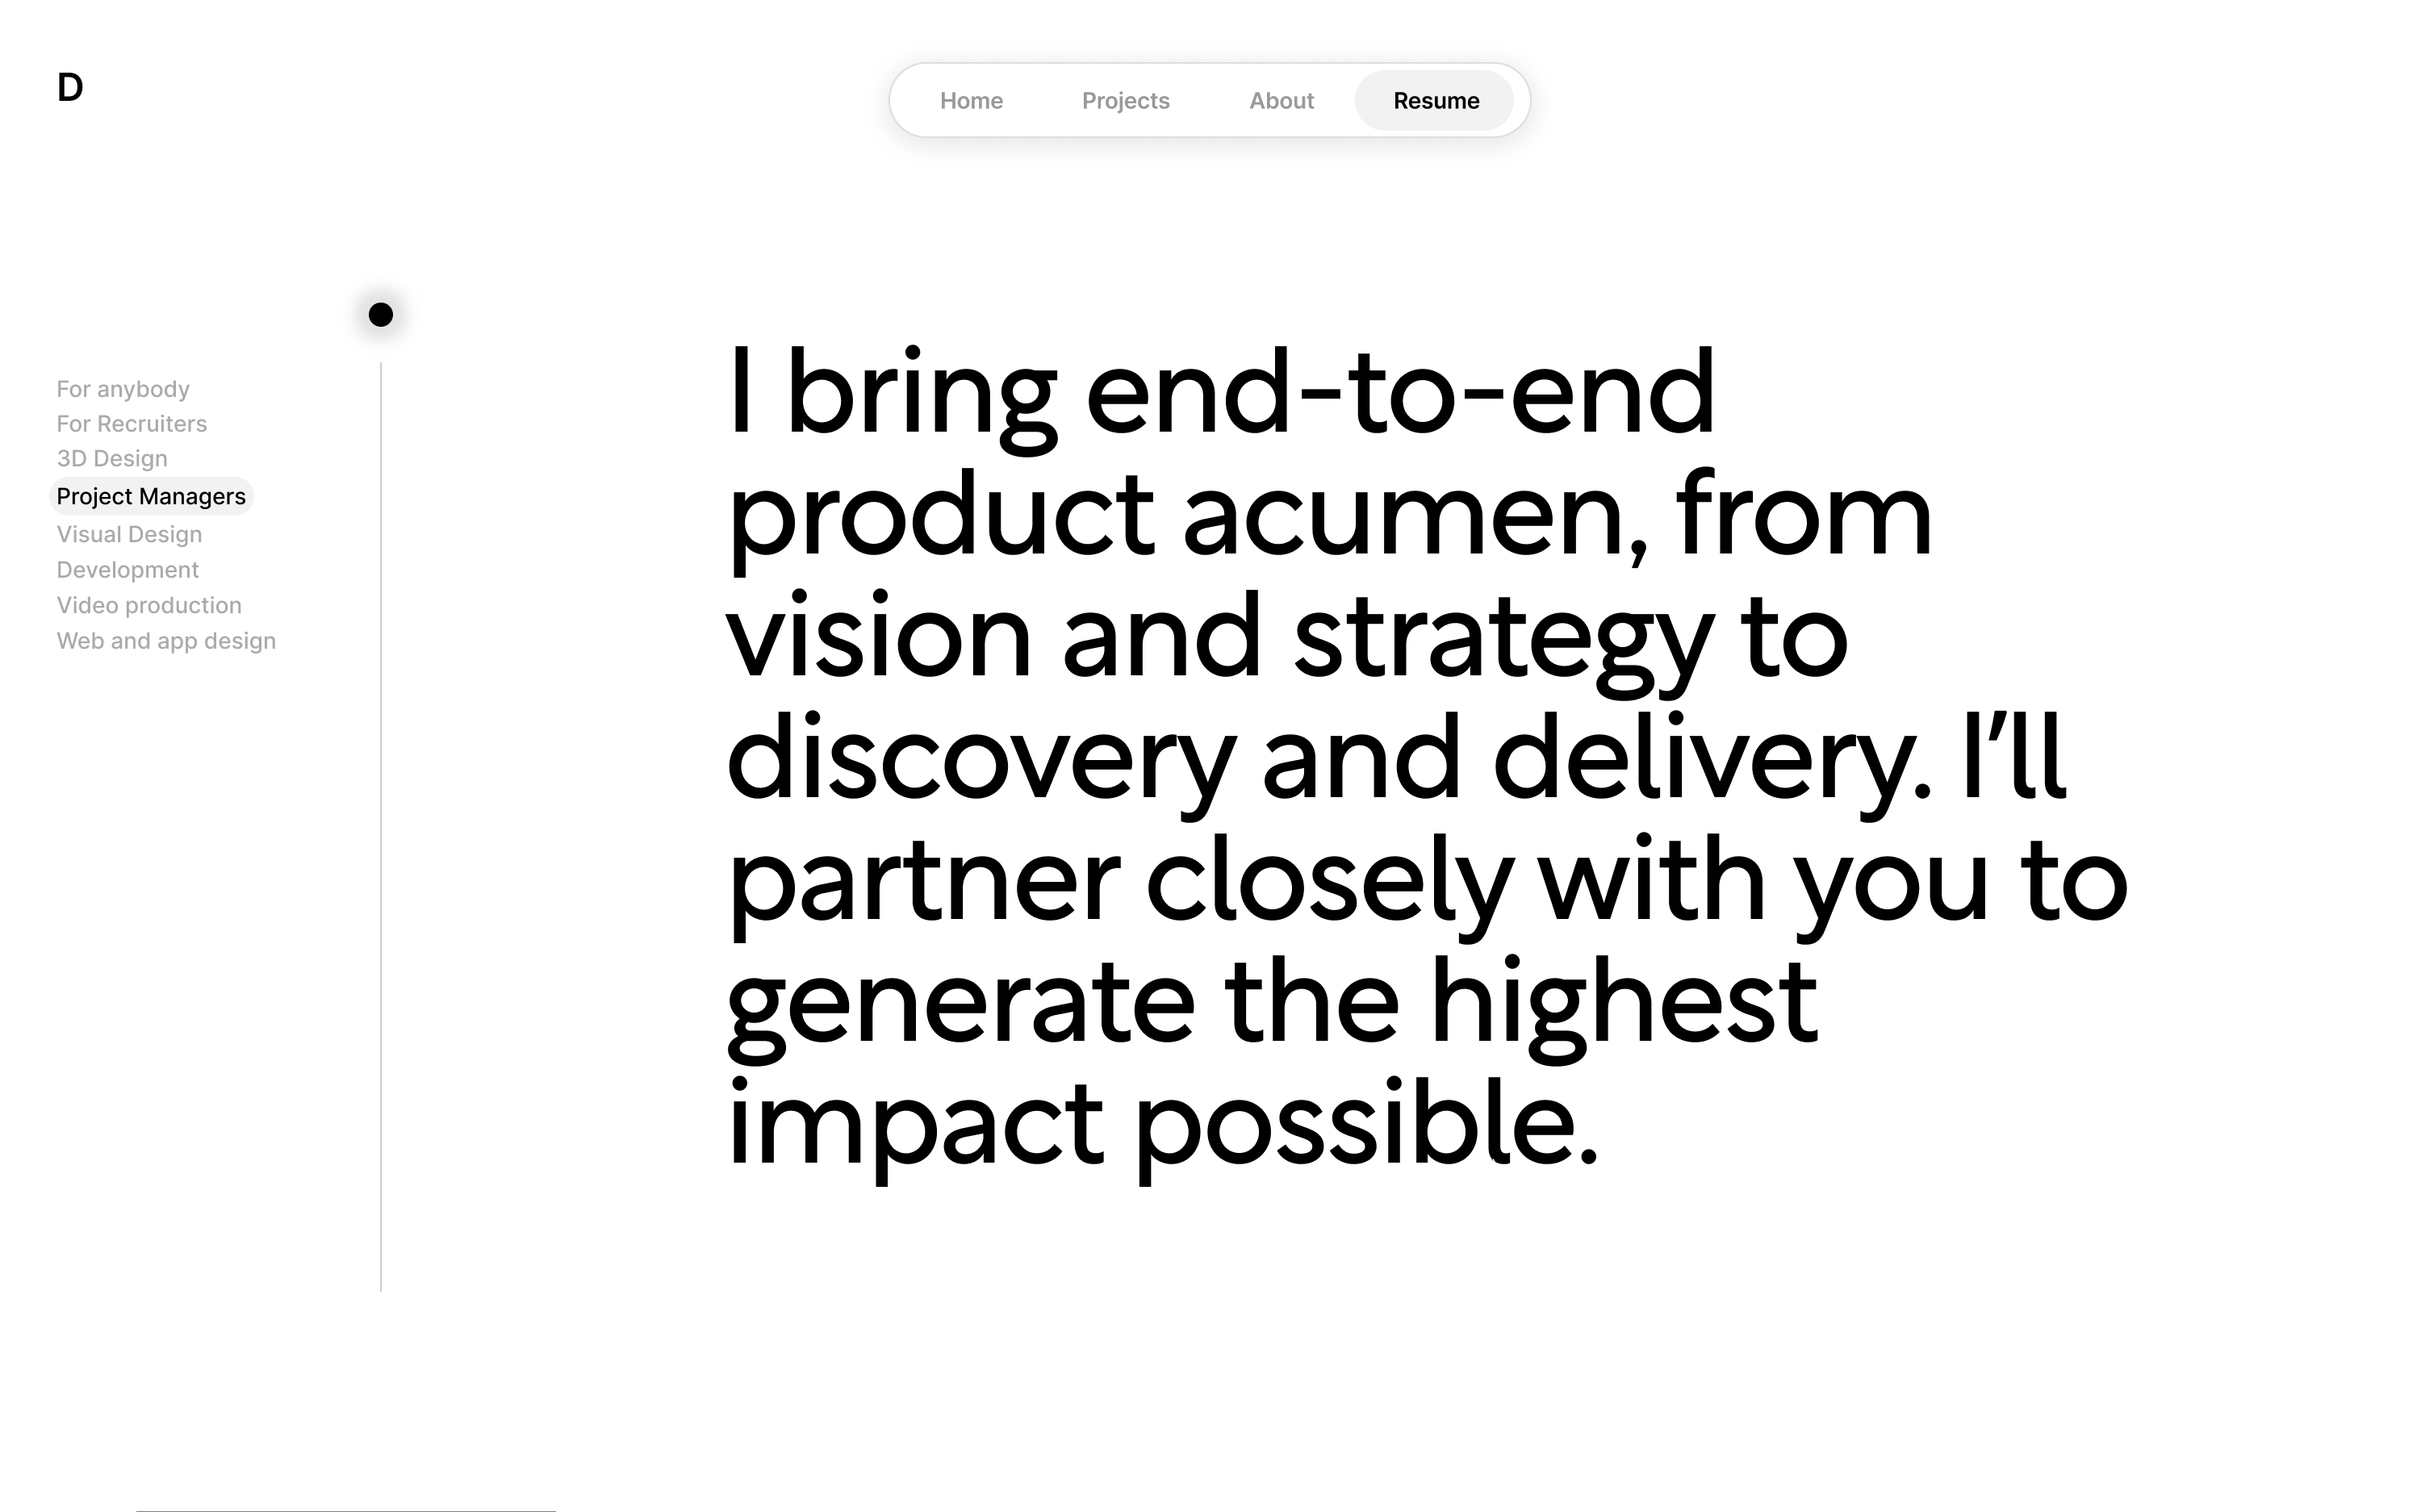 D
Home
Projects
About
Resume
For anybody
For Recruiters
3D Design
Project Managers
Visual Design
Development
Video production
Web and app design
I bring end-to-end
product acumen, from
vision and strategy to
discovery and delivery. I’ll
partner closely with you to
generate the highest
impact possible.